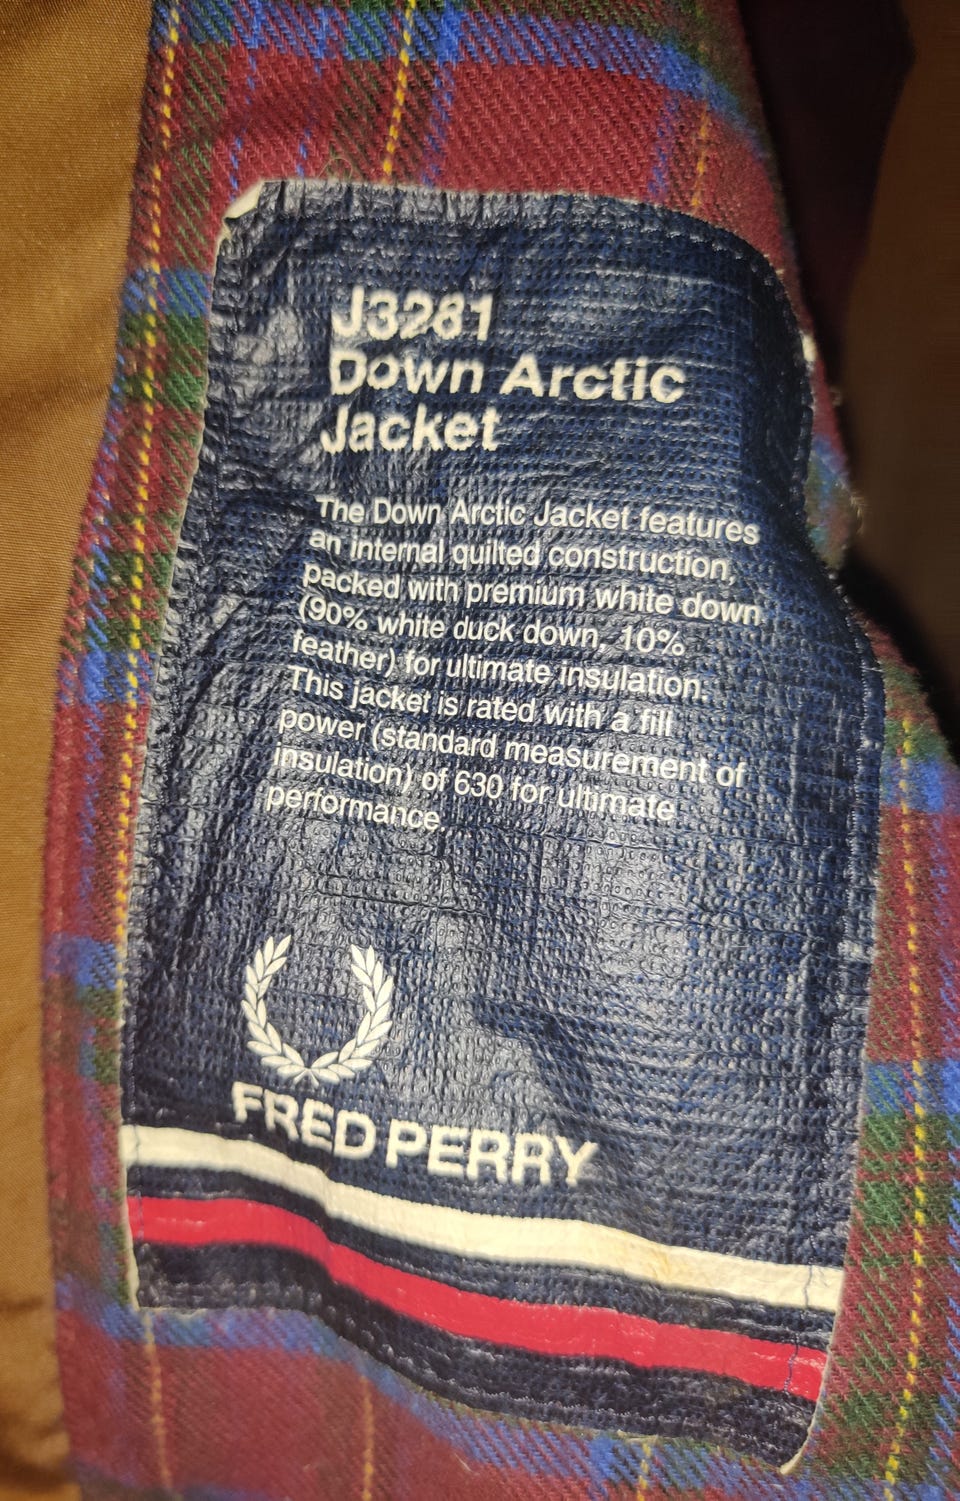 J3281
Down Arctic
Jacket
The Down Arctic Jacket features
an internal quilted construction,
packed with premium white down
(90% white duck down, 10%
feather) for ultimate insulation.
This jacket is rated with a fill
power (standard measurement of
insulation) of 630 for ultimate
performance.
FRED PERRY